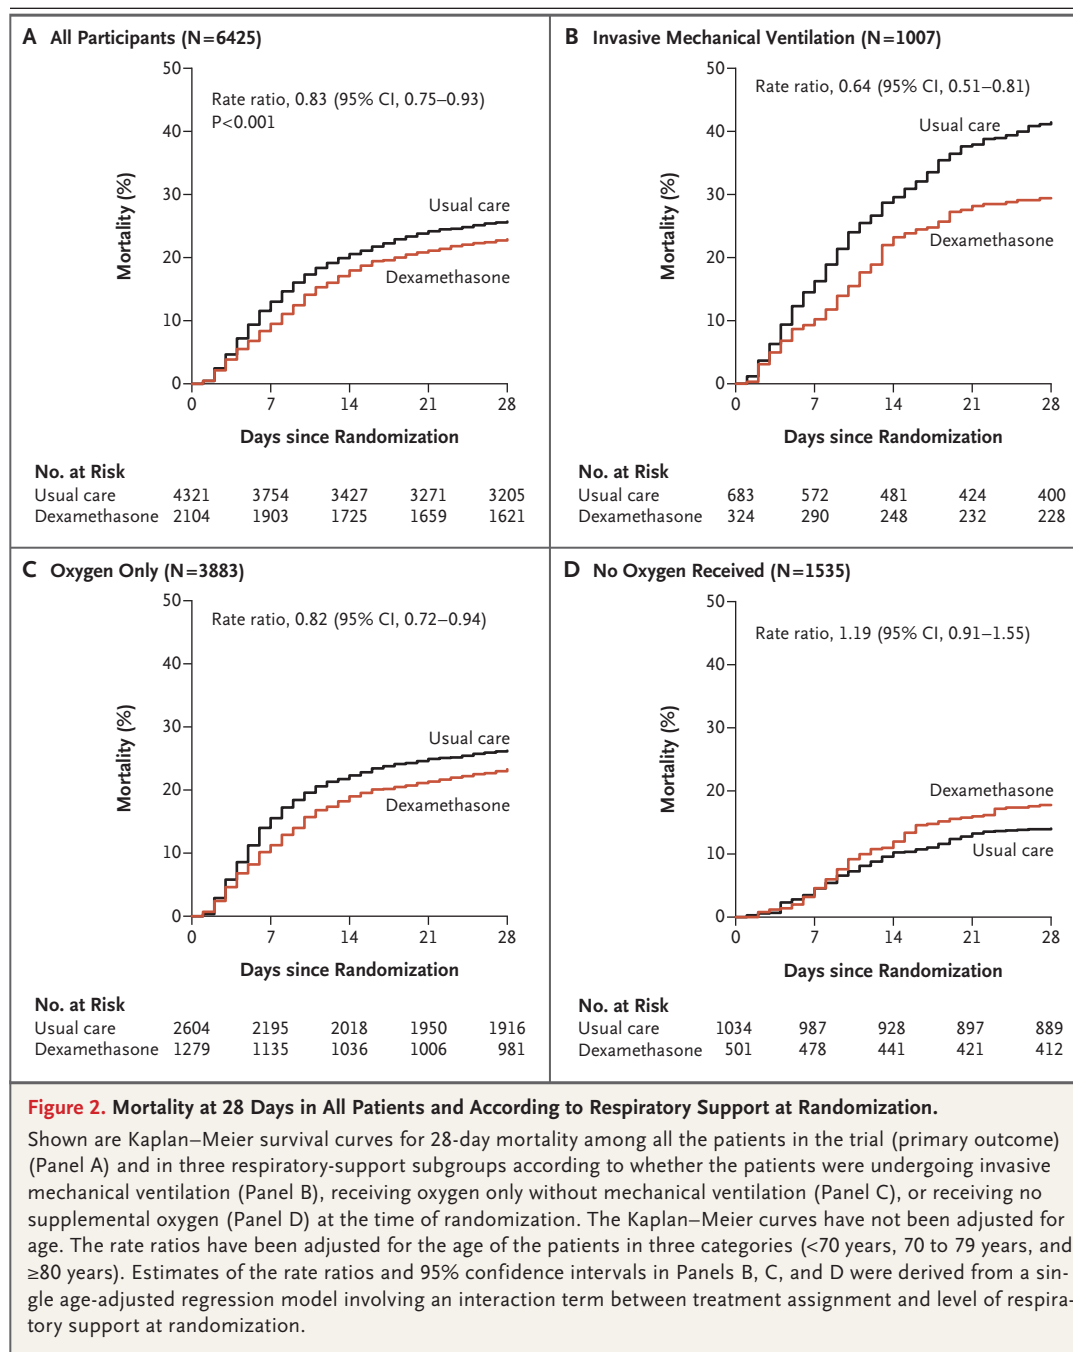 A All Participants (N=6425)
50
40
30
20
10
0
Mortality (%)
Rate ratio, 0.83 (95% CI, 0.75–0.93)
P<0.001
Usual care
Dexamethasone
0 7 14 21 28
Days since Randomization
No. at Risk
Usual care 4321 3754 3427 3271 3205
Dexamethasone 2104 1903 1725 1659 1621
B Invasive Mechanical Ventilation (N=1007)
50
40
30
20
10
0
Mortality (%)
Rate ratio, 0.64 (95% CI, 0.51–0.81)
Usual care
Dexamethasone
0 7 14 21 28
Days since Randomization
No. at Risk
Usual care 683 572 481 424 400
Dexamethasone 324 290 248 232 228
C Oxygen Only (N=3883)
50
40
30
20
10
0
Mortality (%)
Rate ratio, 0.82 (95% CI, 0.72–0.94)
Usual care
Dexamethasone
0 7 14 21 28
Days since Randomization
No. at Risk
Usual care 2604 2195 2018 1950 1916
Dexamethasone 1279 1135 1036 1006 981
D No Oxygen Received (N=1535)
50
40
30
20
10
0
Mortality (%)
Rate ratio, 1.19 (95% CI, 0.91–1.55)
Dexamethasone
Usual care
0 7 14 21 28
Days since Randomization
No. at Risk
Usual care 1034 987 928 897 889
Dexamethasone 501 478 441 421 412
Figure 2. Mortality at 28 Days in All Patients and According to Respiratory Support at Randomization.
Shown are Kaplan–Meier survival curves for 28-day mortality among all the patients in the trial (primary outcome)
(Panel A) and in three respiratory-support subgroups according to whether the patients were undergoing invasive
mechanical ventilation (Panel B), receiving oxygen only without mechanical ventilation (Panel C), or receiving no
supplemental oxygen (Panel D) at the time of randomization. The Kaplan–Meier curves have not been adjusted for
age. The rate ratios have been adjusted for the age of the patients in three categories (<70 years, 70 to 79 years, and
≥80 years). Estimates of the rate ratios and 95% confidence intervals in Panels B, C, and D were derived from a sin-
gle age-adjusted regression model involving an interaction term between treatment assignment and level of respira-
tory support at randomization.